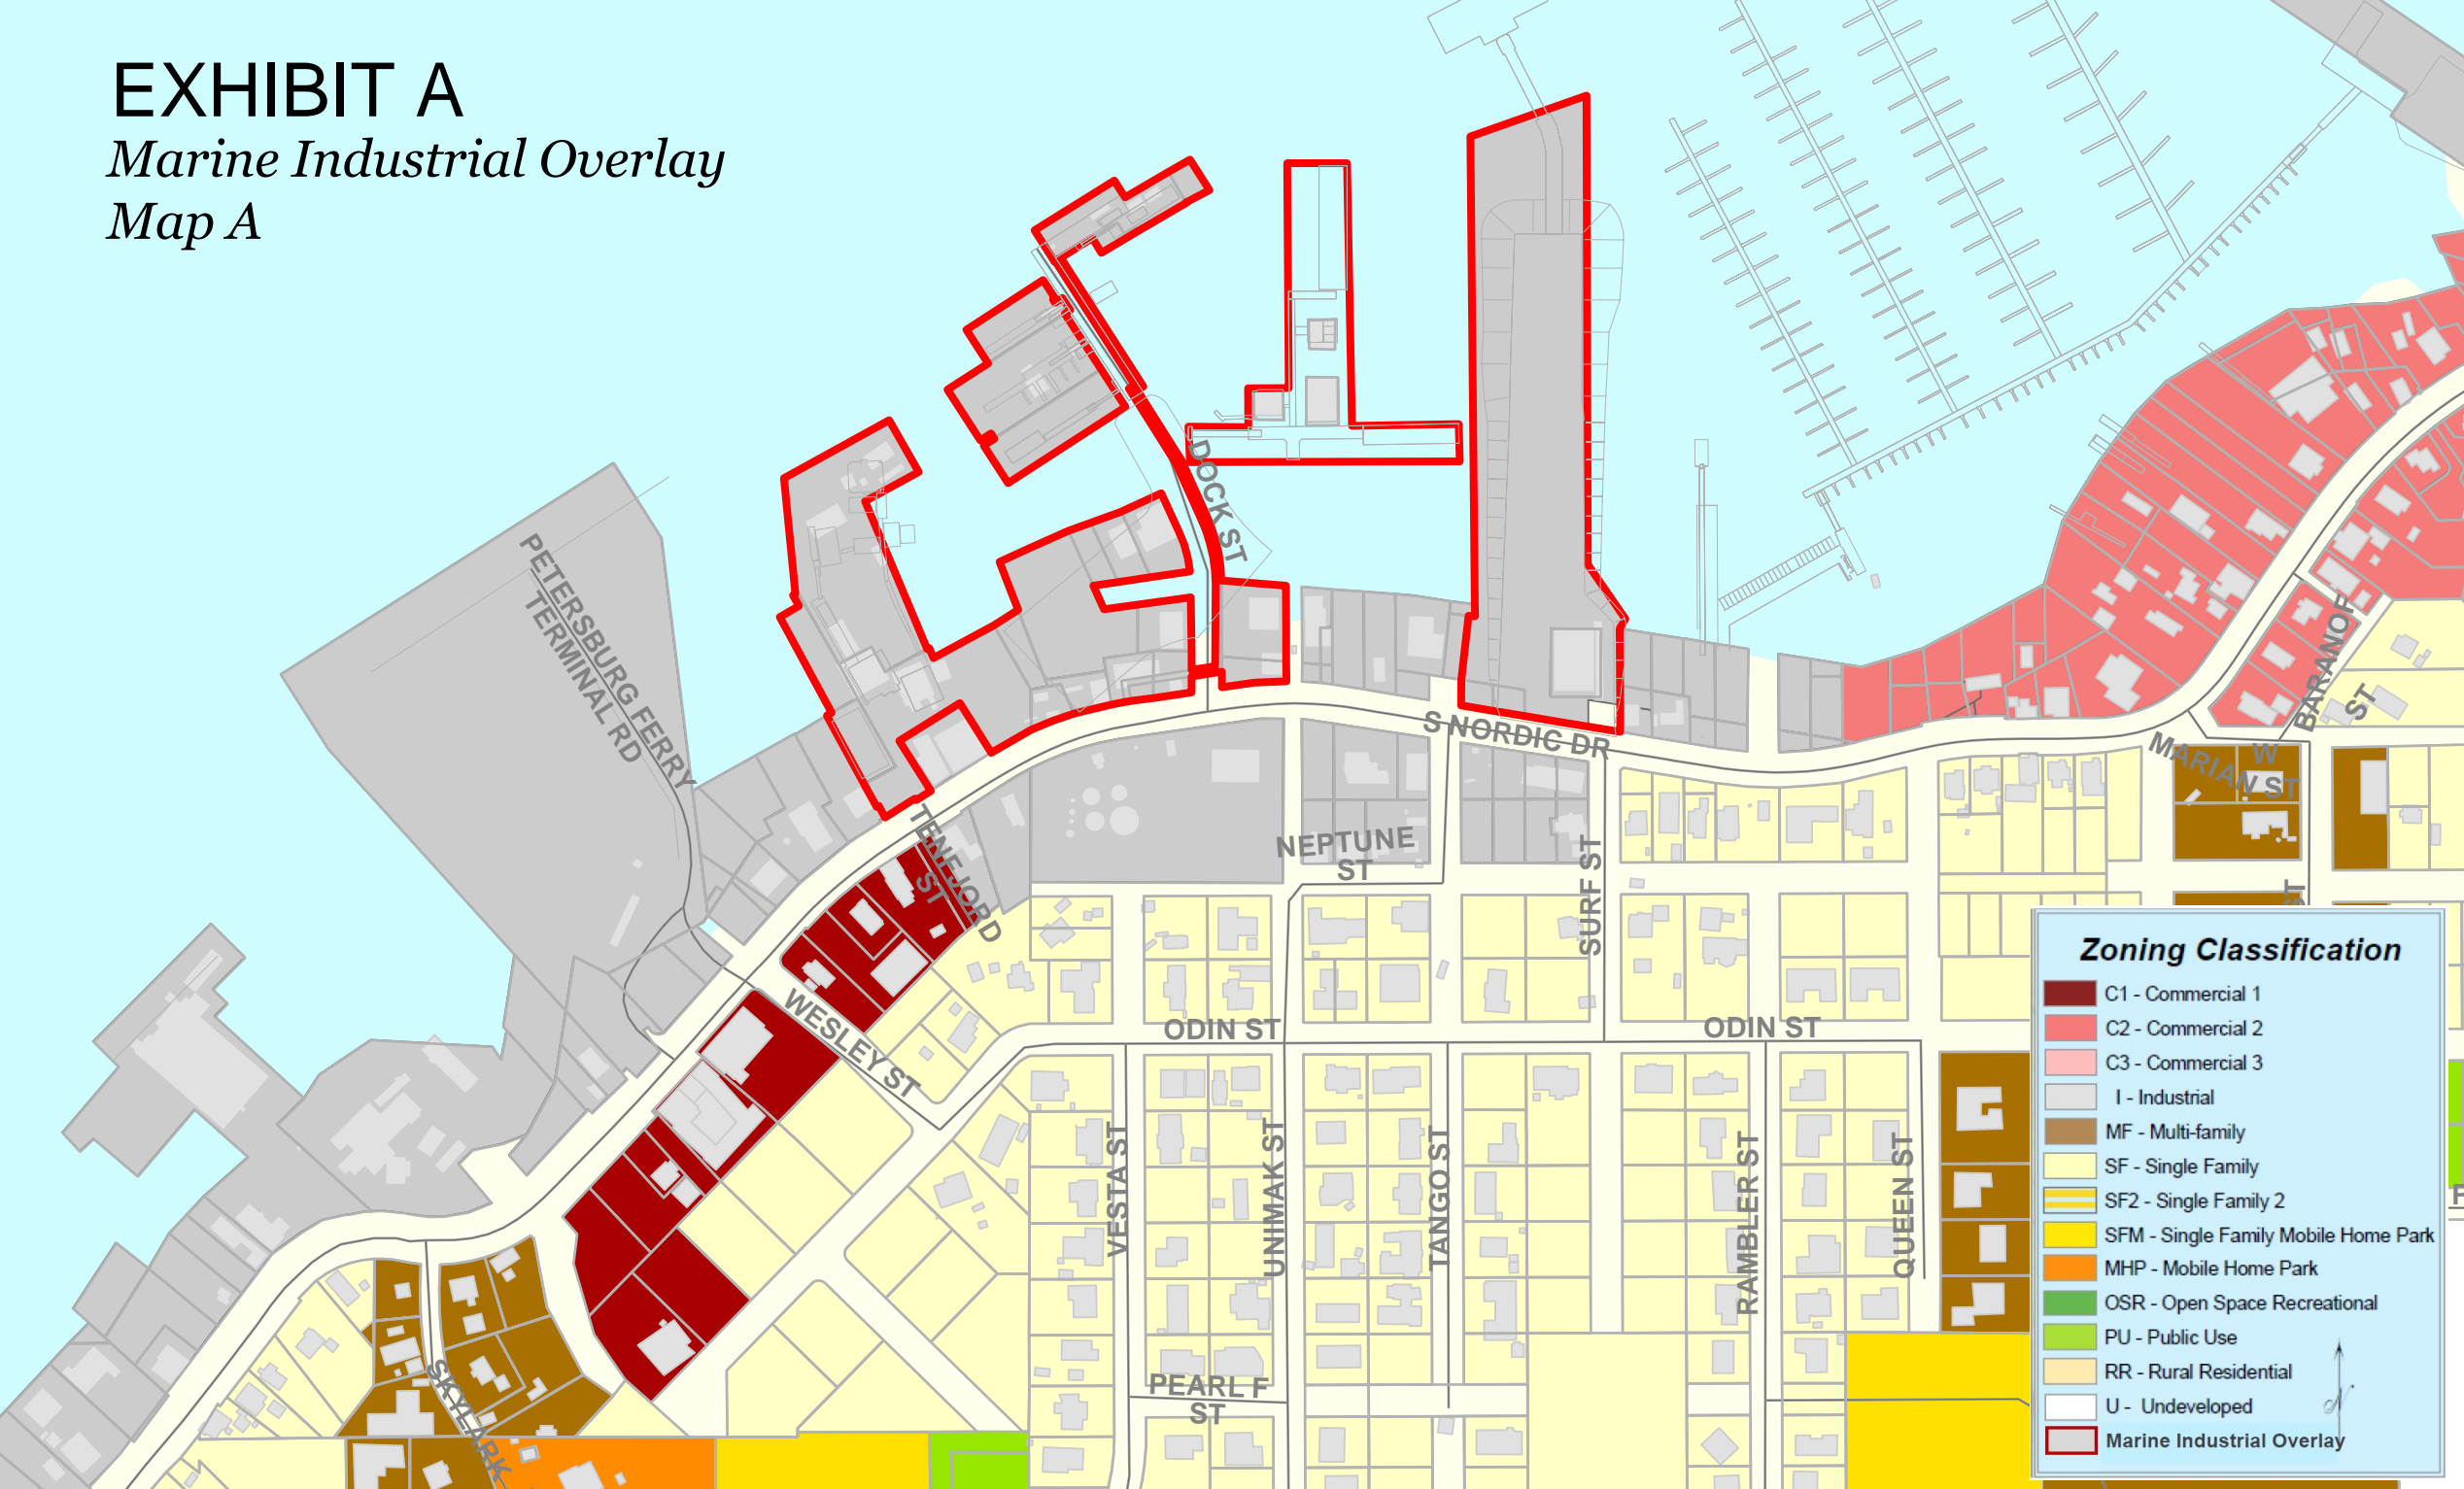 EXHIBIT A
Marine Industrial Overlay
Map A
DOCK ST
PETERSBURG FERRY
TERMINAL RD
S NORDIC DR
BARANOF
ST
W
MARIAN ST
TENEJORD
ST
NEPTUNE
ST
SURF ST
ST
WESLEY ST
ODIN ST
ODIN ST
VESTA ST
UNIMAK ST
TANGO ST
RAMBLER ST
QUEEN ST
PEARL F
ST
SKYLARK
Zoning Classification
C1 - Commercial 1
C2 - Commercial 2
C3 - Commercial 3
I - Industrial
MF - Multi-family
SF - Single Family
SF2 - Single Family 2
SFM - Single Family Mobile Home Park
MHP - Mobile Home Park
OSR - Open Space Recreational
PU - Public Use
RR - Rural Residential
U - Undeveloped
Marine Industrial Overlay
N